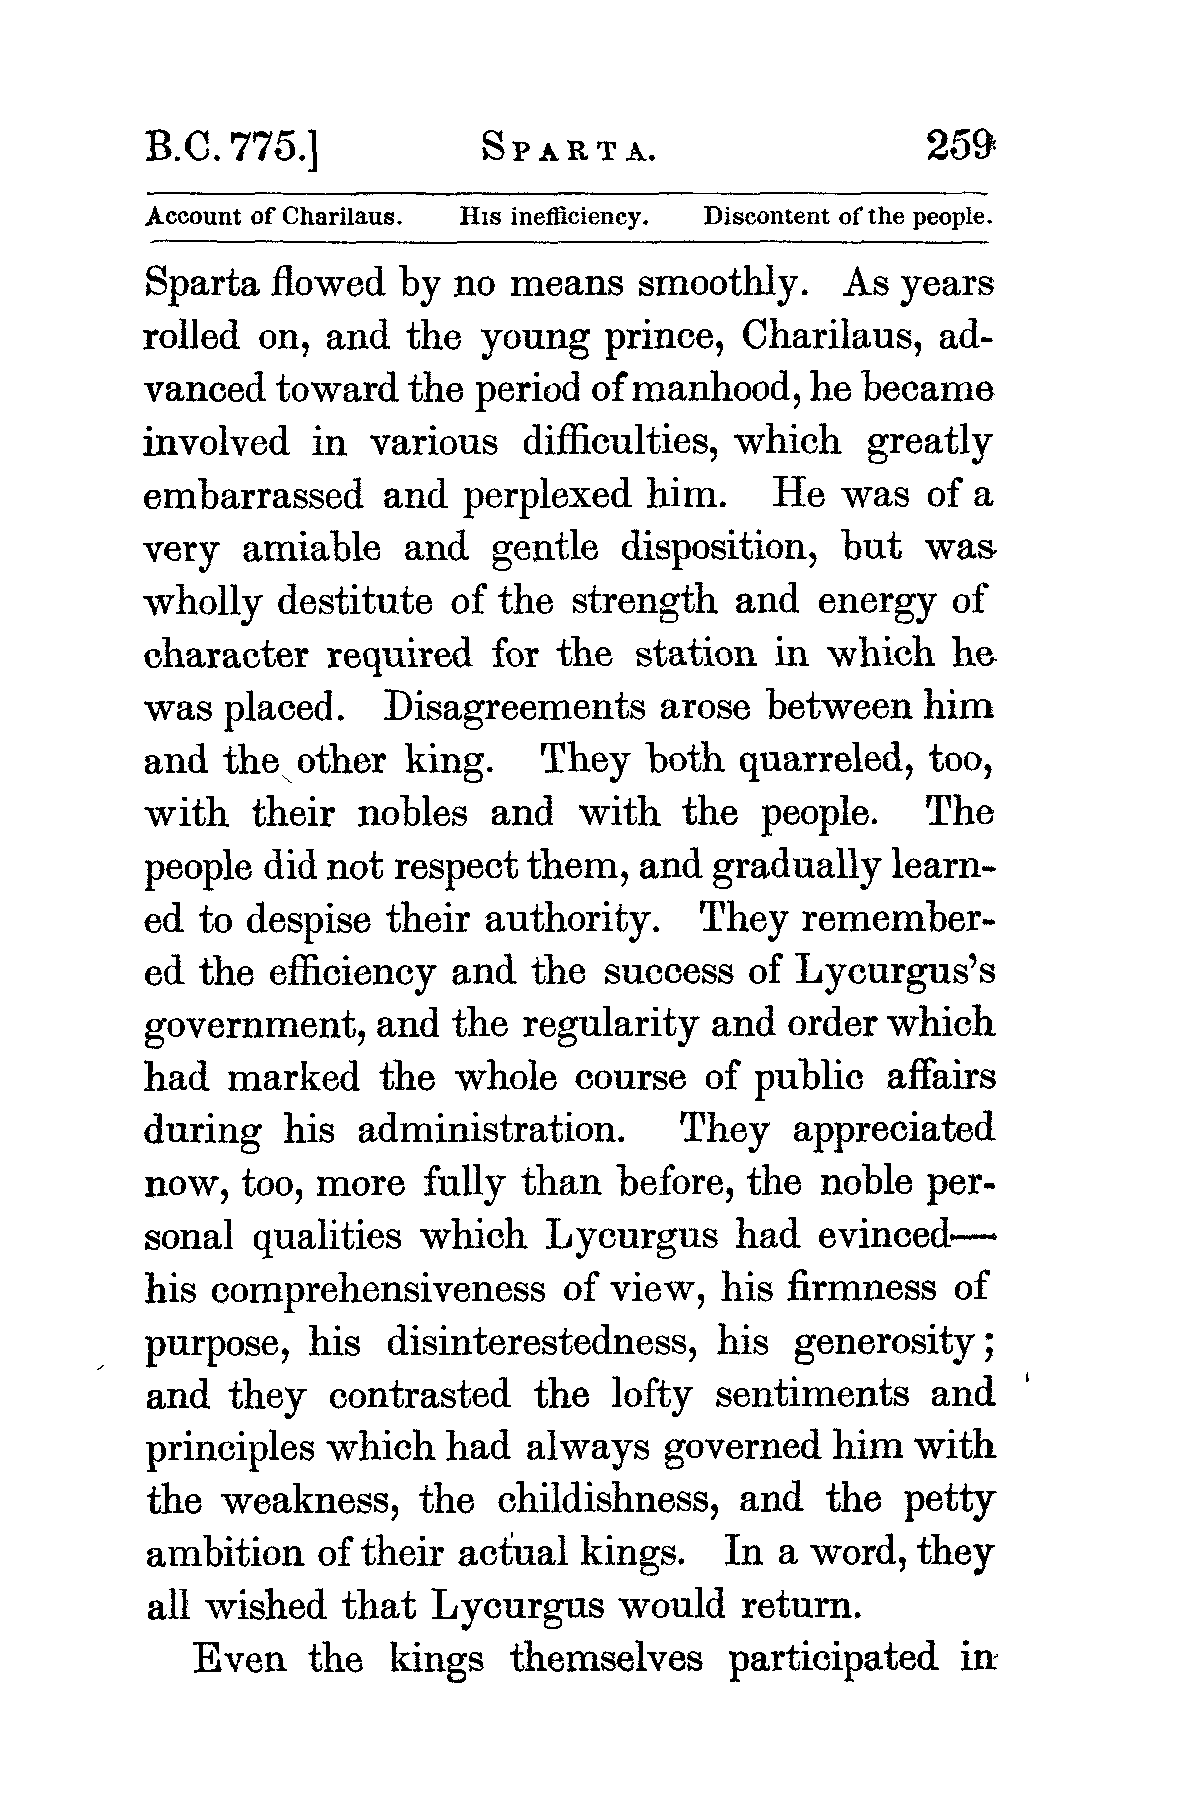 B.C. 775.] SPARTA. 259
Account of Charilaus. His inefficiency. Discontent of the people.
Sparta flowed by no means smoothly. As years
rolled on, and the young prince, Charilaus, ad-
vanced toward the period of manhood, he became
involved in various difficulties, which greatly
embarrassed and perplexed him. He was of a
very amiable and gentle disposition, but was
wholly destitute of the strength and energy of
character required for the station in which he
was placed. Disagreements arose between him
and the other king. They both quarreled, too,
with their nobles and with the people. The
people did not respect them, and gradually learn-
ed to despise their authority. They remember-
ed the efficiency and the success of Lycurgus's
government, and the regularity and order which
had marked the whole course of public affairs
during his administration. They appreciated
now, too, more fully than before, the noble per-
sonal qualities which Lycurgus had evinced—
his comprehensiveness of view, his firmness of
purpose, his disinterestedness, his generosity;
and they contrasted the lofty sentiments and
principles which had always governed him with
the weakness, the childishness, and the petty
ambition of their actual kings. In a word, they
all wished that Lycurgus would return.
Even the kings themselves participated in